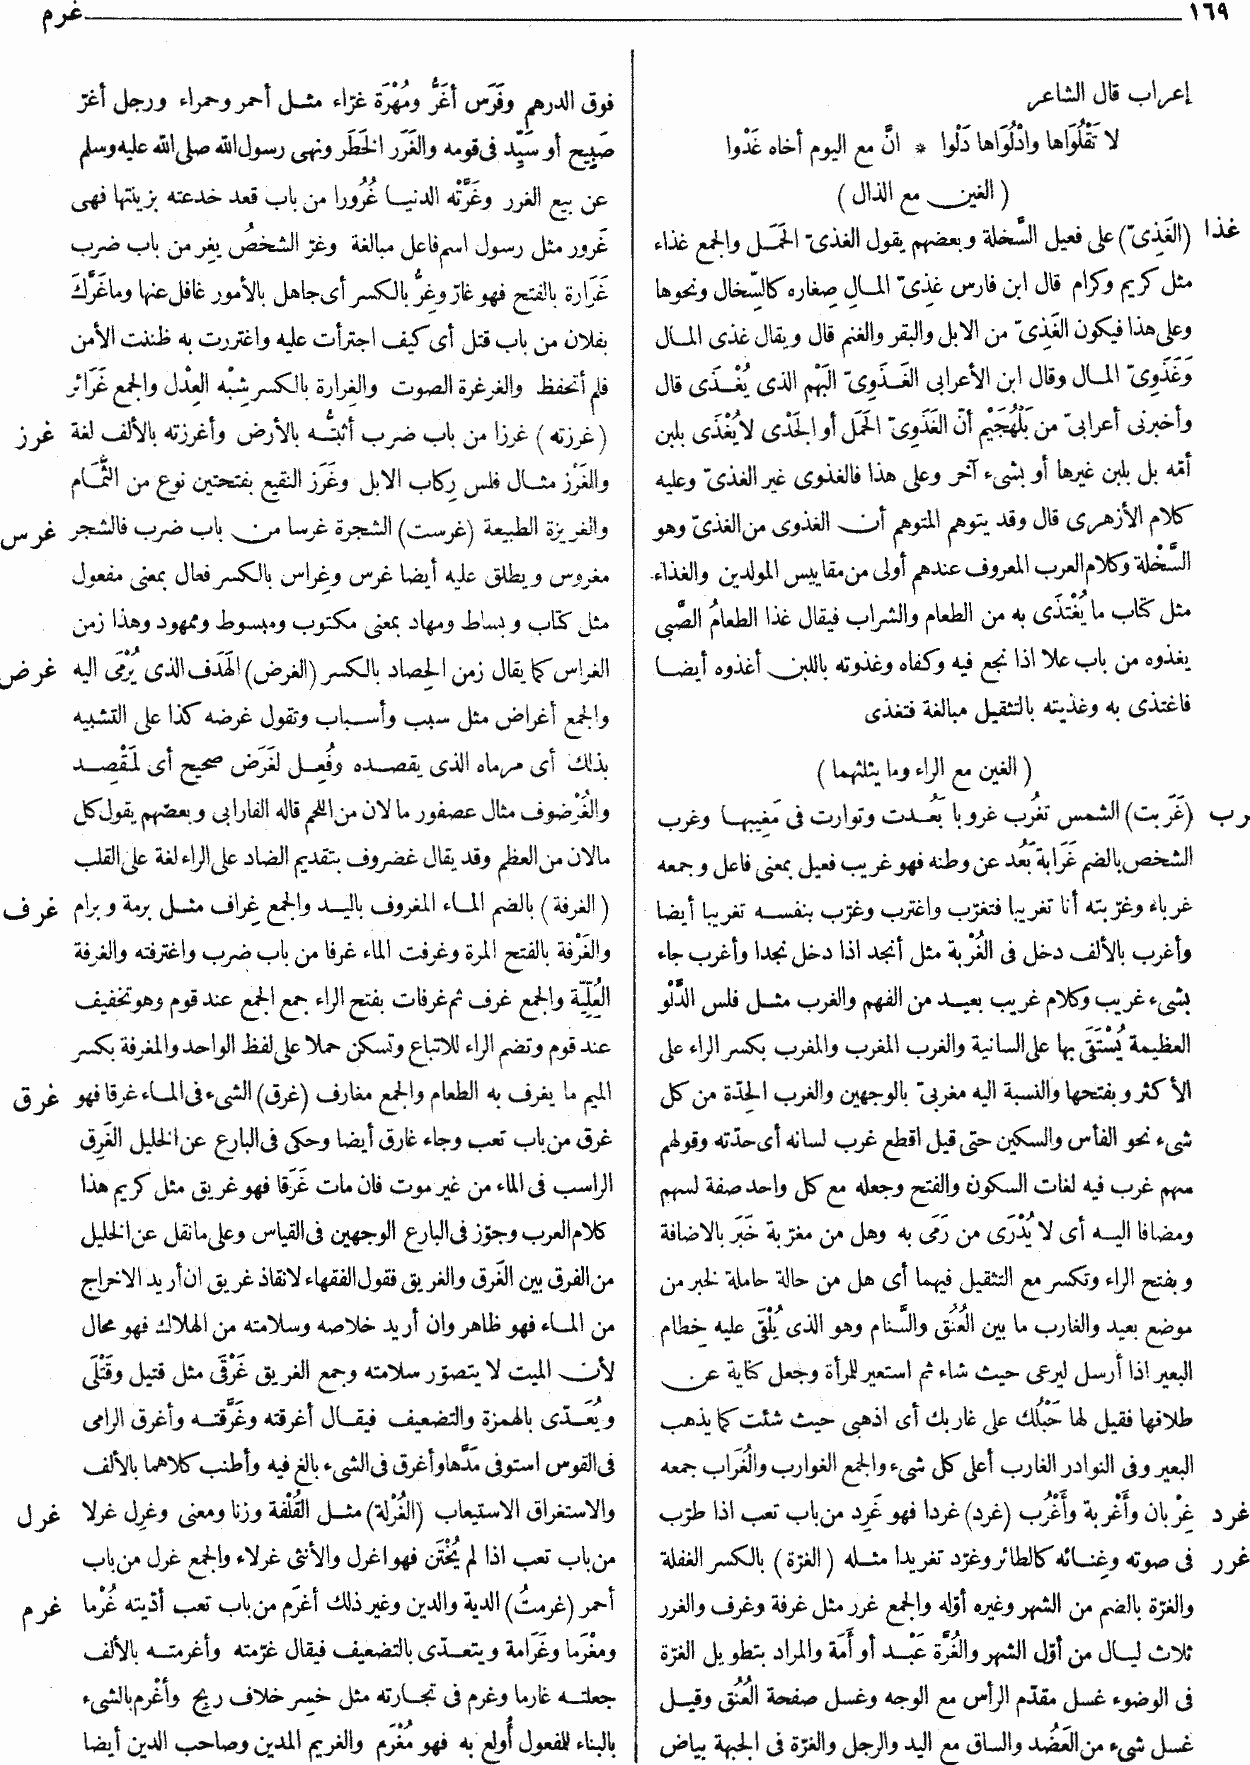 ١٦٩
غرم
إعراب قال الشاعر
لا تَقْلُوَاها وادْلُوَاها دَلْوا * انَّ مع اليوم أخاه غَدْوا
( الغين مع الذال )
غذا
(الغَذِىّ) على فعيل السَّخلة وبعضهم يقول الغذىّ الحَمَل والجمع غذاء
مثل كريم وكرام قال ابن فارس غذِىّ المالِ صِغاره كالسِّخال ونحوها
وعلى هذا فيكون الغَذِىّ من الابل والبقر والغنم قال ويقال غذى المال
وَغَذَوِىّ المال وقال ابن الأعرابى الغَذَوِىّ البَهْم الذى يُغْذَى قال
وأخبرنى أعرابىّ من بَلْهُجَيْم أنّ الغَذَوِىّ الحَمَل أو الجَدْى لا يُغْذَى بلبن
أمّه بل بلبن غيرها أو بشىء آخر وعلى هذا فالغذوى غير الغذىّ وعليه
كلام الأزهرى قال وقد يتوهم المتوهم أن الغذوى من الغذىّ وهو
السَّخْلة وكلام العرب المعروف عندهم أولى من مقاييس المولدين والغذاء
مثل كتّاب ما يُغْتَذَى به من الطعام والشراب فيقال غذا الطعامُ الصَّبى
يغذوه من باب علا اذا نجع فيه وكفاه وغذوته باللبن أغذوه أيضا
فاغتذى به وغذيته بالتثقيل مبالغة فتغذى
( الغين مع الراء وما يثلثهما )
رب
(غَرَبت) الشمس تغرُب غروبا بَعُدت وتوارت فى مَغِيبها وغرب
الشخص بالضم غَرَابة بَعُد عن وطنه فهو غريب فعيل بمعنى فاعل وجمعه
غرباء وغرّبته أنا تغريبا فتغرّب واغترب وغرّب بنفسه تغريبا أيضا
وأغرب بالألف دخل فى الغُرْبة مثل أنجد اذا دخل نجدا وأغرب جاء
بشىء غريب وكلام غريب بعيد من الفهم والغرب مثل فلس الدَّلْو
العظيمة يُسْتَقَى بها على السانية والغرب المغرب والمغرب بكسر الراء على
الأكثر وبفتحها والنسبة اليه مغربىّ بالوجهين والغرب الحِدّة من كل
شىء نحو الفأس والسكين حتى قيل اقطع غرب لسانه أى حدّته وقولهم
سهم غرب فيه لغات السكون والفتح وجعله مع كل واحد صفة لسهم
ومضافا اليه أى لا يُدْرَى من رَمَى به وهل من مغرّبة خَبَر بالاضافة
وبفتح الراء وتكسر مع التثقيل فيهما أى هل من حالة حاملة لخبر من
موضع بعيد والغارب ما بين العُنُق والسَّنام وهو الذى يُلْقَى عليه خِطام
البعير اذا أرسل ليرعى حيث شاء ثم استعير للمرأة وجعل كناية عن
طلاقها فقيل لها حَبْلُك على غاربك أى اذهبى حيث شئت كما يذهب
البعير وفى النوادر الغارب أعلى كل شىء والجمع الغوارب والغُرَاب جمعه
غرد
غِرْبان وأَغْرِبة وأَغْرُب (غرد) غردا فهو غَرِد من باب تعب اذا طرّب
غرر
فى صوته وغِنائه كالطائر وغرّد تغريدا مثله ( الغرّة ) بالكسر الغفلة
والغرّة بالضم من الشهر وغيره أوّله والجمع غرر مثل غرفة وغرف والغرر
ثلاث ليال من أوّل الشهر والغُرَّة عَبْد أو أَمَة والمراد بتطويل الغرّة
فى الوضوء غسل مقدّم الرأس مع الوجه وغسل صفحة العُنُق وقيل
غسل شىء من العَضُد والساق مع اليد والرجل والغرّة فى الجبهة بياض
فوق الدرهم وفَرَس أغَرُّ ومُهْرَة غرّاء مثل أحمر وحمراء ورجل أغرّ
صَبِيح أو سَيِّد فى قومه والغَرَر الخَطَر ونهى رسول الله صلى الله عليه وسلم
عن بيع الغرر وغَرَّتْه الدنيا غُرُورا من باب قعد خدعته بزينتها فهى
غَرور مثل رسول اسم فاعل مبالغة وغرّ الشخصُ يغِر من باب ضرب
غَرَارة بالفتح فهو غارّ وغِرُّ بالكسر أى جاهل بالأمور غافل عنها وماغَرَّكَ
بفلان من باب قتل أى كيف اجترأت عليه واغتررت به ظننت الأمن
فلم أتحفظ والغرغرة الصوت والغِرارة بالكسر شِبْه العِدْل والجمع غَرَائر
غرز
( غرزته ) غرزا من باب ضرب أثبتُّه بالأرض وأغرزته بالألف لغة
والغَرْز مثال فلس رِكاب الابل وغَرَز النقيع بفتحتين نوع من الثُّمَام
غرس
والغريزة الطبيعة (غرست) الشجرة غرسا من باب ضرب فالشجر
مغروس ويطلق عليه أيضا غرس وغِراس بالكسر فعال بمعنى مفعول
مثل كتّاب وبساط ومهاد بمعنى مكتوب ومبسوط وممهود وهذا زمن
غرض
الغراس كما يقال زمن الحِصاد بالكسر (الغرض) الهَدَف الذى يُرْمَى اليه
والجمع أغراض مثل سبب وأسباب وتقول غرضه كذا على التشبيه
بذلك أى مرماه الذى يقصده وفُعِل لغَرَض صحيح أى لمَقْصِد
والغُرْضوف مثال عصفور ما لان من اللحم قاله الفارابى وبعضهم يقول كل
مالان من العظم وقد يقال غضروف بتقديم الضاد على الراء لغة على القلب
غرف
( الغرفة ) بالضم الماء المغروف باليد والجمع غِراف مثل برمة وبرام
والغَرْفة بالفتح المرة وغرفت الماء غرفا من باب ضرب واغترفته والغرفة
العُلِيّة والجمع غرف ثم غرفات بفتح الراء جمع الجمع عند قوم وهو تخفيف
عند قوم وتضم الراء للاتباع وتسكن حملا على لفظ الواحد والمغرفة بكسر
غرق
الميم ما يغرف به الطعام والجمع مغارف (غرق) الشىء فى الماء غرقا فهو
غرق من باب تعب وجاء غارق أيضا وحكى فى البارع عن الخليل الغَرِق
الراسب فى الماء من غير موت فان مات غَرَقا فهو غريق مثل كريم هذا
كلام العرب وجوّز فى البارع الوجهين فى القياس وعلى مانقل عن الخليل
من الفرق بين الغَرِق والغريق فقول الفقهاء لانقاذ غريق ان أريد الاخراج
من الماء فهو ظاهر وان أريد خلاصه وسلامته من الهلاك فهو محال
لأن الميت لا يتصوّر سلامته وجمع الغريق غَرْقَى مثل قتيل وقَتْلَى
ويُعَدّى بالهمزة والتضعيف فيقال أغرقته وغَرَّقته وأغرق الرامى
فى القوس استوفى مَدَّها وأغرق فى الشىء بالغ فيه وأطنب كلاهما بالألف
غرل
والاستغراق الاستيعاب (الغُرْلة) مثل القُلْفة وزنا ومعنى وغرِل غرلا
من باب تعب اذا لم يُخْتَن فهو اغرل والأنثى غرلاء والجمع غرل من باب
غرم
أحمر (غرمتُ) الدية والدين وغير ذلك أغرَم من باب تعب أدّيته غُرْما
ومَغْرَما وغَرَامة ويتعدّى بالتضعيف فيقال غرّمته وأغرمته بالألف
جعلته غارما وغرم فى تجارته مثل خسِر خلاف ربح وأغْرم بالشىء
بالبناء للمفعول أُولع به فهو مُغْرَم والغريم المدين وصاحب الدين أيضا